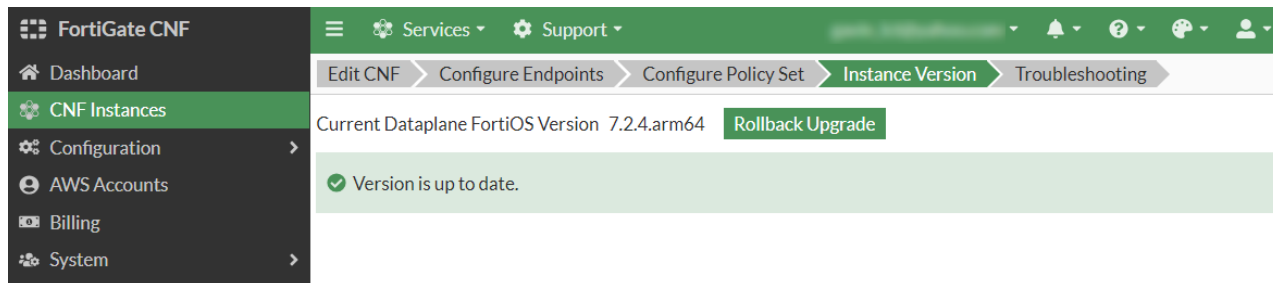 FortiGate CNF
Services
Support
Dashboard
CNF Instances
Configuration
AWS Accounts
Billing
System
Edit CNF
Configure Endpoints
Configure Policy Set
Instance Version
Troubleshooting
Current Dataplane FortiOS Version 7.2.4.arm64
Rollback Upgrade
Version is up to date.